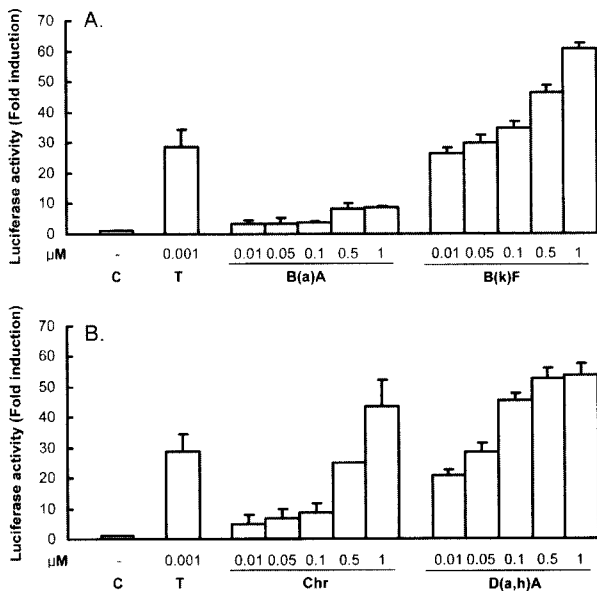 A.
Luciferase activity (Fold induction)
70
60
50
40
30
20
10
0
µM - 0.001 0.01 0.05 0.1 0.5 1 0.01 0.05 0.1 0.5 1
C T B(a)A B(k)F
B.
Luciferase activity (Fold induction)
70
60
50
40
30
20
10
0
µM - 0.001 0.01 0.05 0.1 0.5 1 0.01 0.05 0.1 0.5 1
C T Chr D(a,h)A